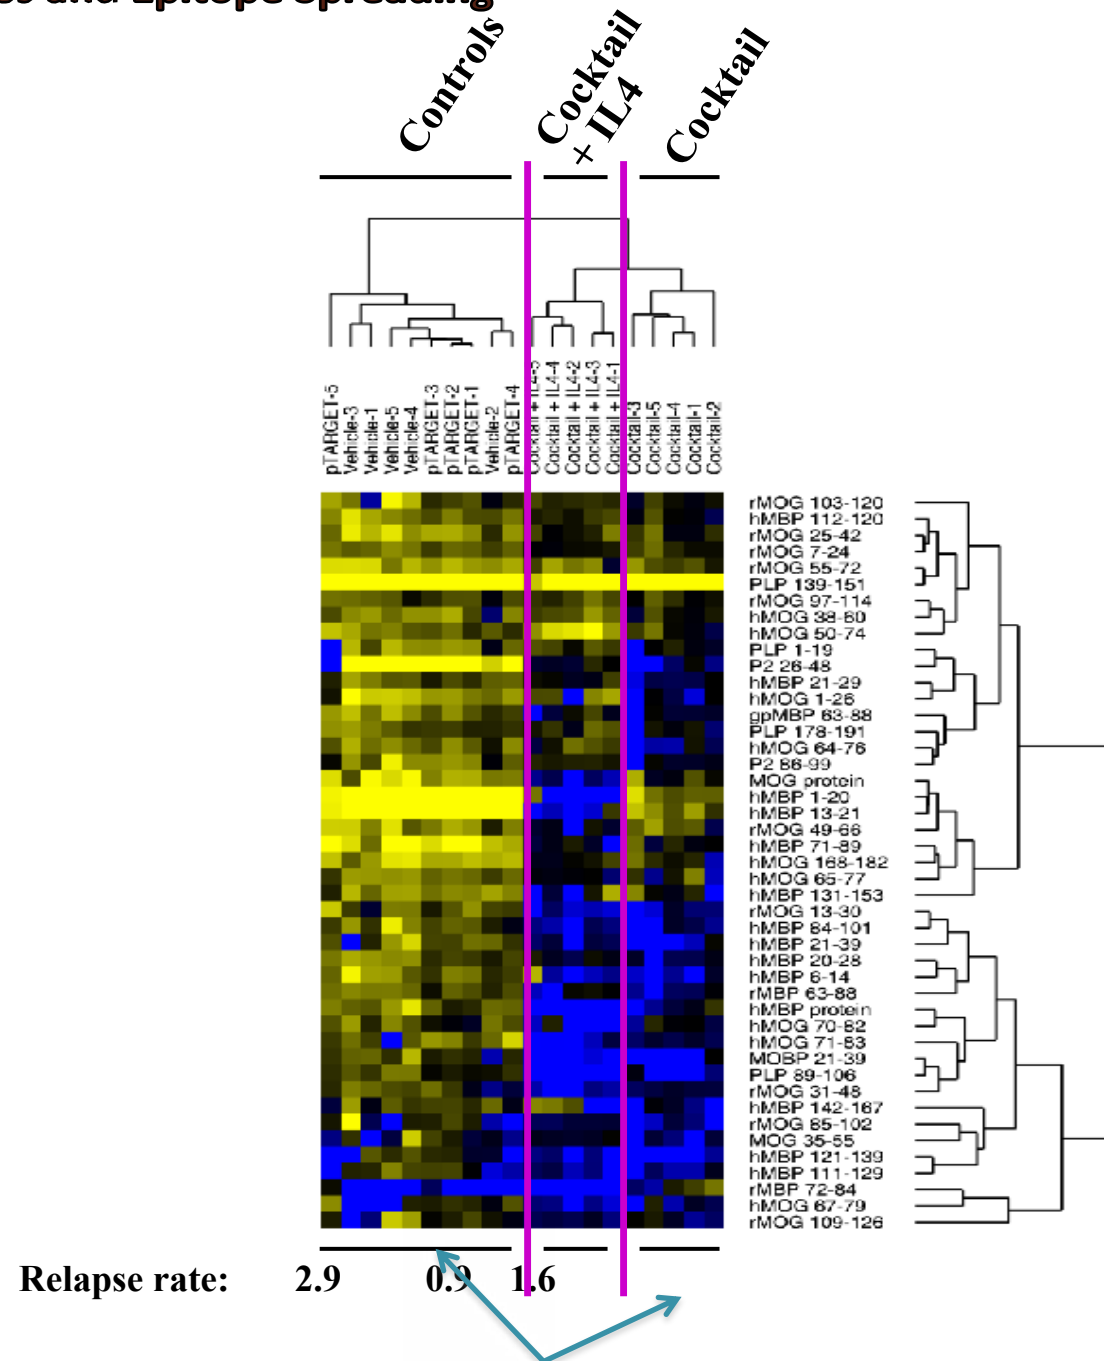 and Epitope Spreading
Controls
Cocktail
+ IL4
Cocktail
pTARGET-5
Vehicle-3
Vehicle-1
Vehicle-5
Vehicle-4
pTARGET-3
pTARGET-2
pTARGET-1
Vehicle-2
pTARGET-4
Cocktail + IL4-5
Cocktail + IL4-4
Cocktail + IL4-2
Cocktail + IL4-3
Cocktail + IL4-1
Cocktail-3
Cocktail-5
Cocktail-4
Cocktail-1
Cocktail-2
rMOG 103-120
hMBP 112-120
rMOG 25-42
rMOG 7-24
rMOG 55-72
PLP 139-151
rMOG 97-114
hMOG 38-60
hMOG 50-74
PLP 1-19
P2 26-48
hMBP 21-29
hMOG 1-26
gpMBP 63-88
PLP 178-191
hMOG 64-76
P2 86-99
MOG protein
hMBP 1-20
hMBP 13-21
rMOG 49-66
hMBP 71-89
hMOG 168-182
hMOG 65-77
hMBP 131-153
rMOG 13-30
hMBP 84-101
hMBP 21-39
hMBP 20-28
hMBP 6-14
rMBP 63-88
hMBP protein
hMOG 70-82
hMOG 71-83
MOBP 21-39
PLP 89-106
rMOG 31-48
hMBP 142-167
rMOG 85-102
MOG 35-55
hMBP 121-139
hMBP 111-129
rMBP 72-84
hMOG 67-79
rMOG 109-126
Relapse rate: 2.9 0.9 1.6